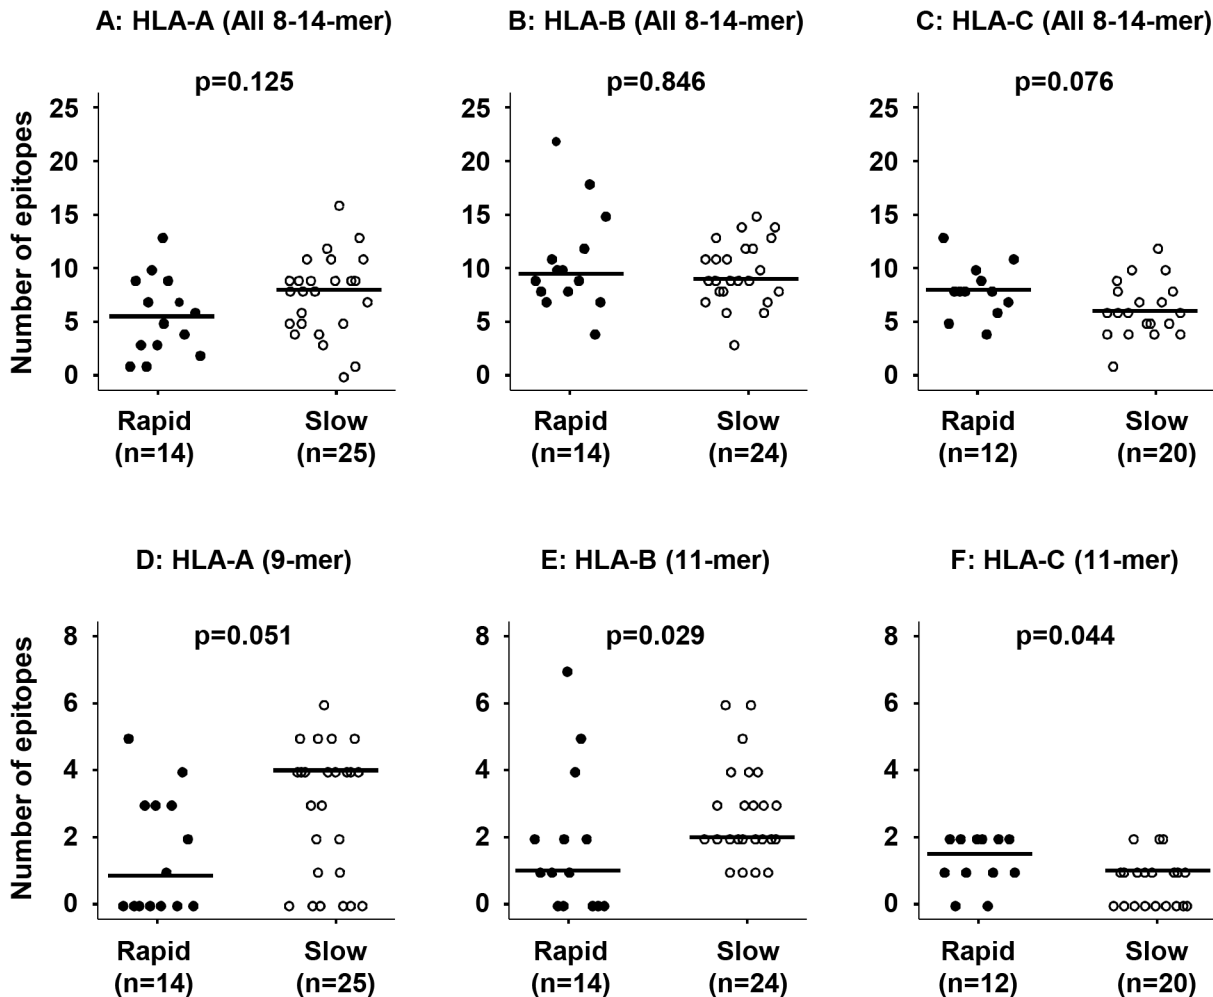 A: HLA-A (All 8-14-mer)
B: HLA-B (All 8-14-mer)
C: HLA-C (All 8-14-mer)
p=0.125
p=0.846
p=0.076
Number of epitopes
25
20
15
10
5
0
25
20
15
10
5
0
25
20
15
10
5
0
Rapid
(n=14)
Slow
(n=25)
Rapid
(n=14)
Slow
(n=24)
Rapid
(n=12)
Slow
(n=20)
D: HLA-A (9-mer)
E: HLA-B (11-mer)
F: HLA-C (11-mer)
p=0.051
p=0.029
p=0.044
Number of epitopes
8
6
4
2
0
8
6
4
2
0
8
6
4
2
0
Rapid
(n=14)
Slow
(n=25)
Rapid
(n=14)
Slow
(n=24)
Rapid
(n=12)
Slow
(n=20)